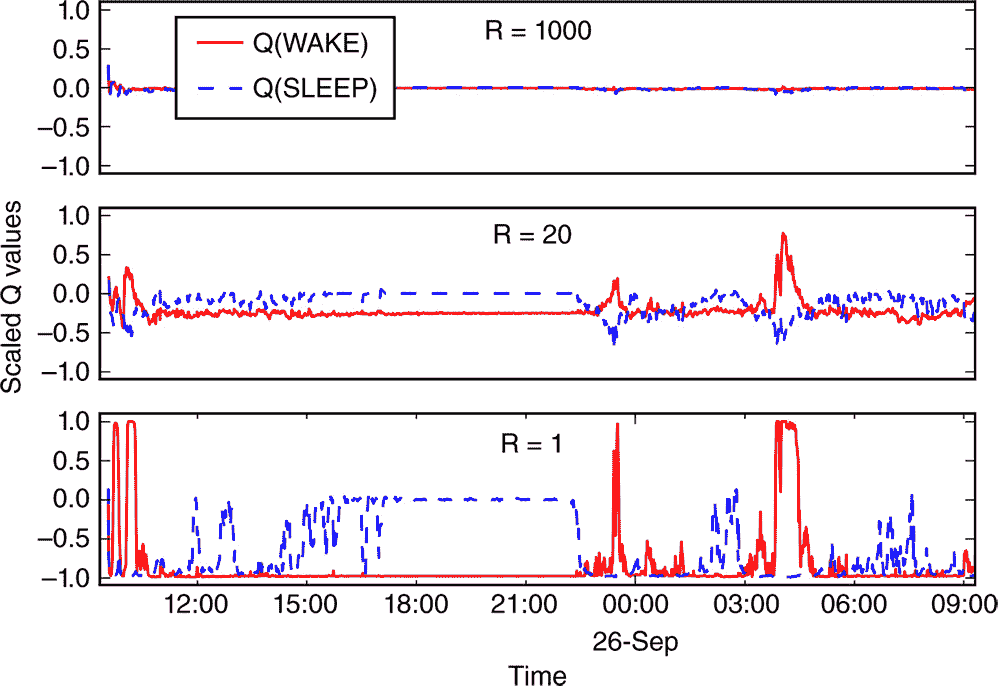 1.0
R = 1000
Q(WAKE)
0.5
Q(SLEEP)
0.0
−0.5
−1.0
1.0
R = 20
0.5
0.0
−0.5
−1.0
Scaled Q values
1.0
R = 1
0.5
0.0
−0.5
−1.0
12:00 15:00 18:00 21:00 00:00 03:00 06:00 09:00
26-Sep
Time